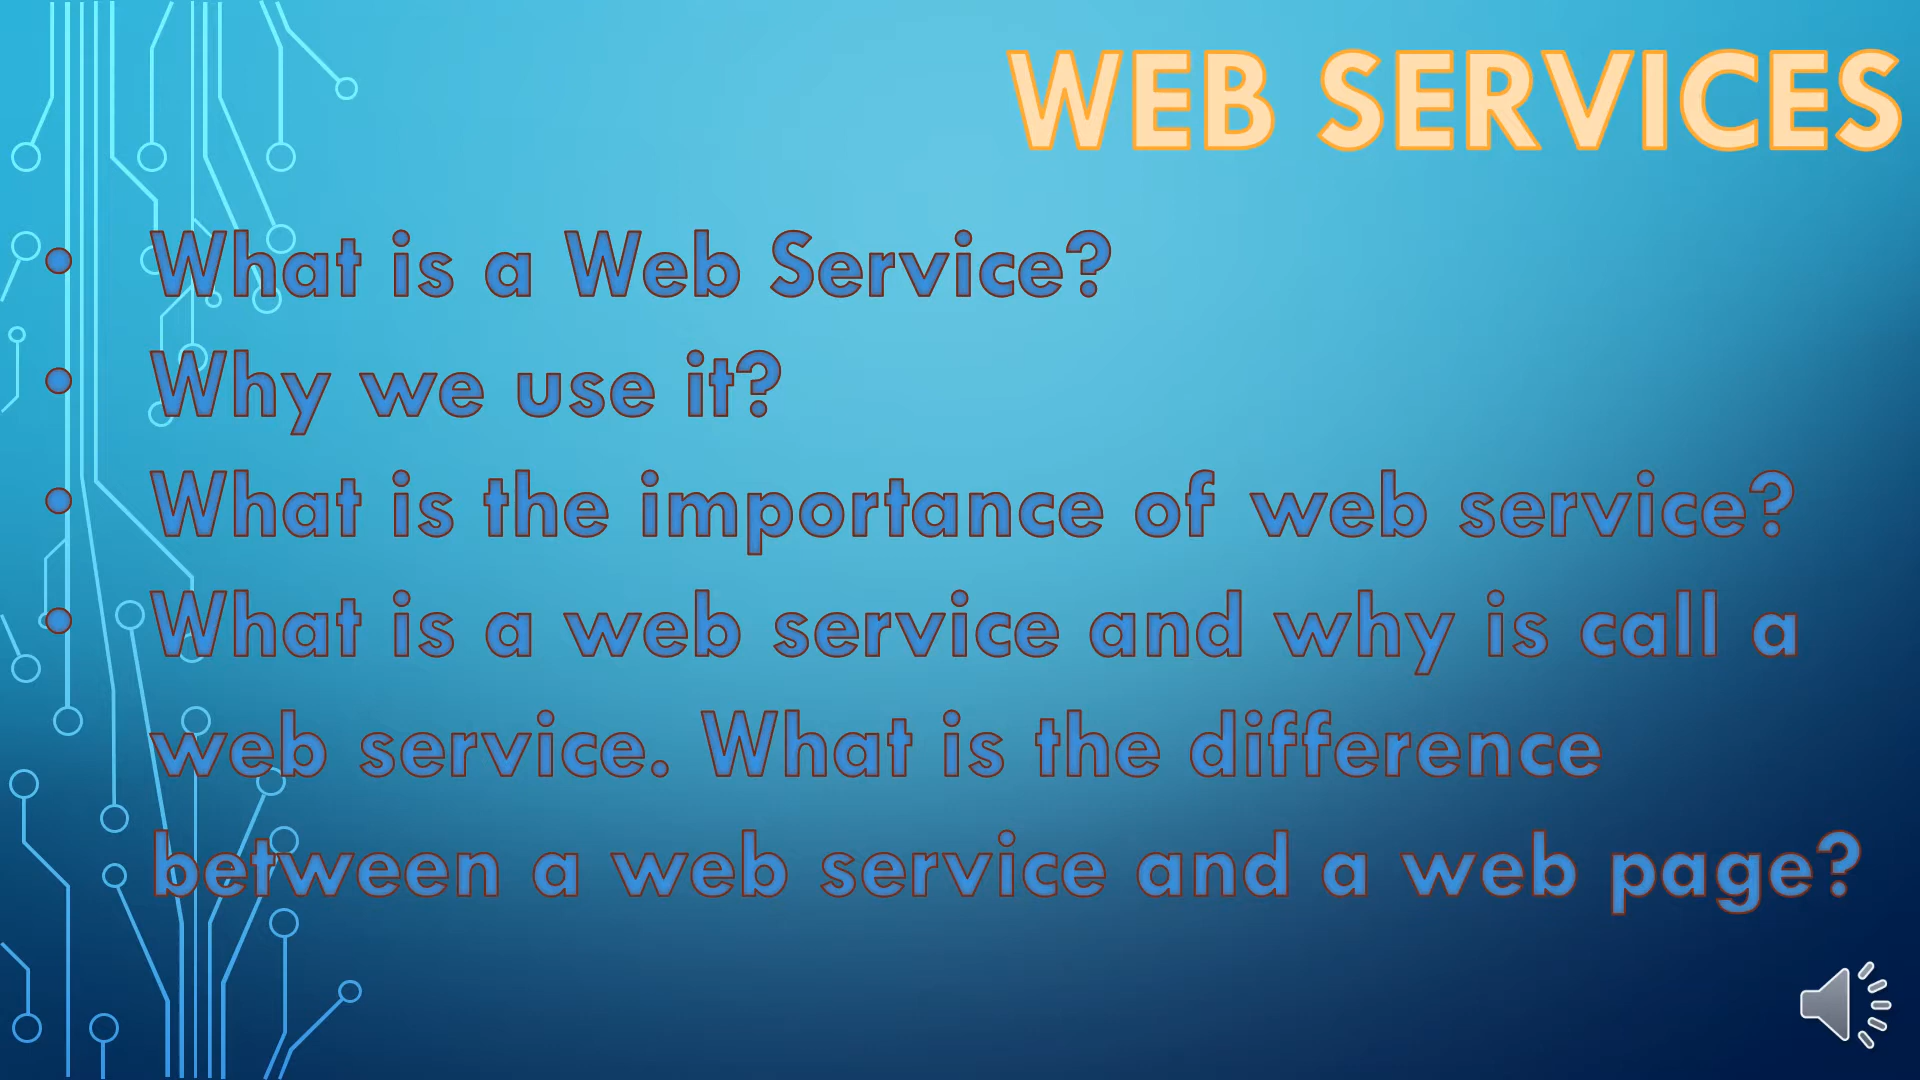 WEB SERVICES
• What is a Web Service?
• Why we use it?
• What is the importance of web service?
• What is a web service and why is call a
web service. What is the difference
between a web service and a web page?